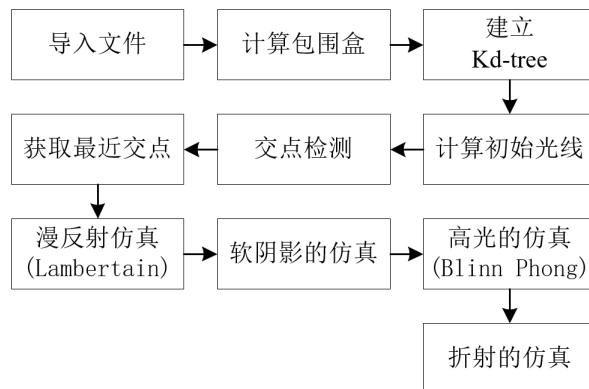 导入文件
计算包围盒
建立
Kd-tree
计算初始光线
交点检测
获取最近交点
漫反射仿真
(Lambertain)
软阴影的仿真
高光的仿真
(Blinn Phong)
折射的仿真